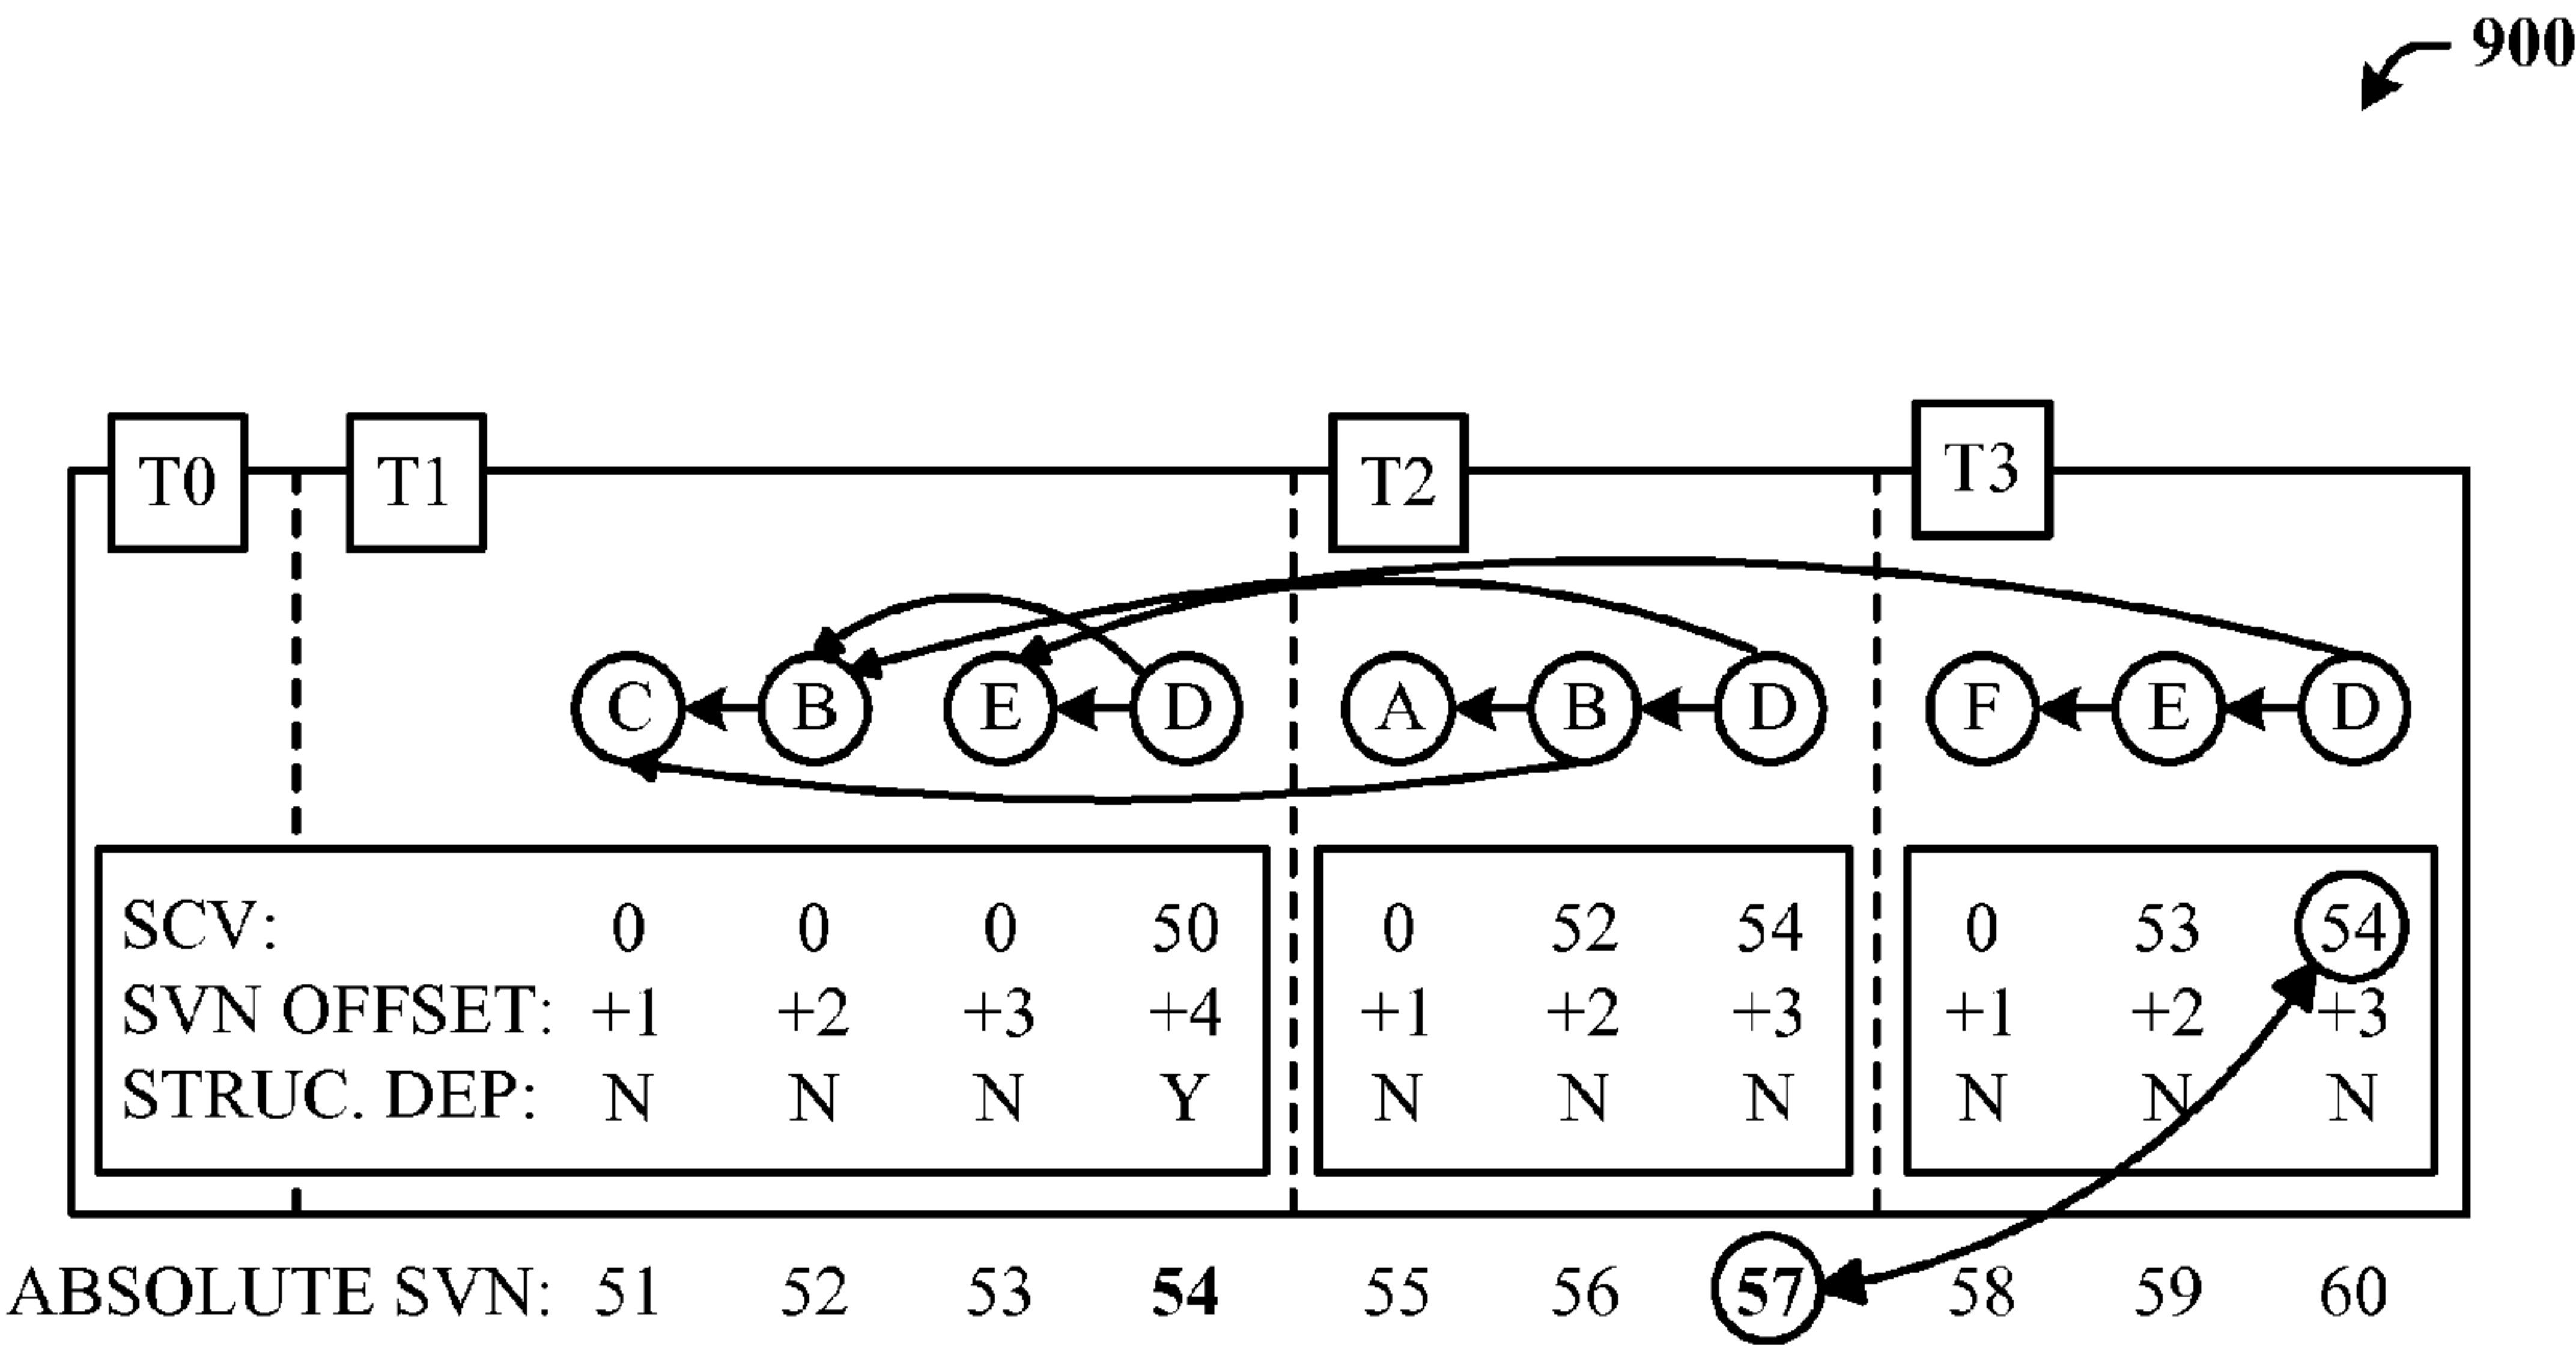 900
T0 T1 T2 T3
C B E D A B D F E D
SCV: 0 0 0 50 0 52 54 0 53 54
SVN OFFSET: +1 +2 +3 +4 +1 +2 +3 +1 +2 +3
STRUC. DEP: N N N Y N N N N N N
ABSOLUTE SVN: 51 52 53 54 55 56 57 58 59 60